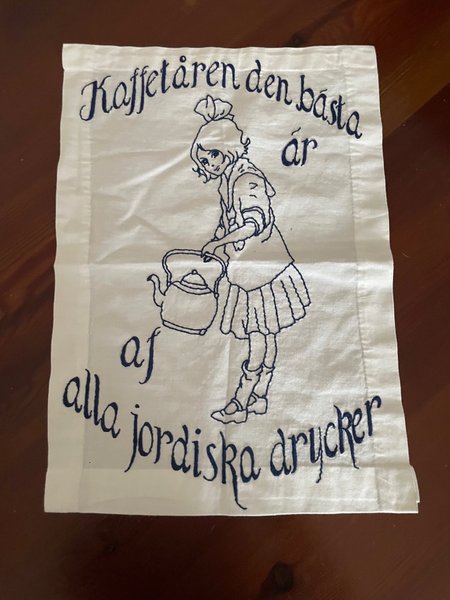 Kaffetåren den bästa
är
af
alla jordiska drycker